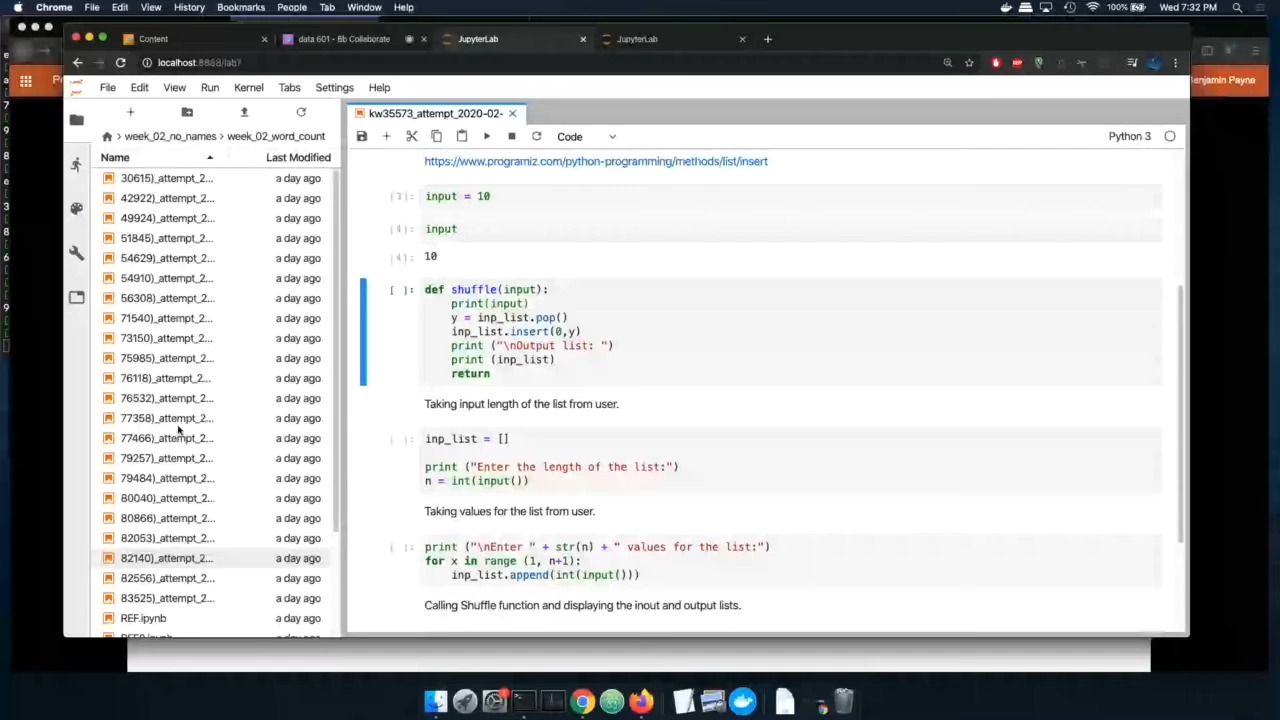 Chrome File Edit View History Bookmarks People Tab Window Help 100% Wed 7:32 PM
Content data 601 - Bb Collaborate JupyterLab JupyterLab
localhost:8888/lab?
Benjamin Payne
File Edit View Run Kernel Tabs Settings Help
kw35573_attempt_2020-02-
week_02_no_names week_02_word_count
Code
Python 3
Name Last Modified
30615)_attempt_2... a day ago
42922)_attempt_2... a day ago
49924)_attempt_2... a day ago
51845)_attempt_2... a day ago
54629)_attempt_2... a day ago
54910)_attempt_2... a day ago
56308)_attempt_2... a day ago
71540)_attempt_2... a day ago
73150)_attempt_2... a day ago
75985)_attempt_2... a day ago
76118)_attempt_2... a day ago
76532)_attempt_2... a day ago
77358)_attempt_2... a day ago
77466)_attempt_2... a day ago
79257)_attempt_2... a day ago
79484)_attempt_2... a day ago
80040)_attempt_2... a day ago
80866)_attempt_2... a day ago
82053)_attempt_2... a day ago
82140)_attempt_2... a day ago
82556)_attempt_2... a day ago
83525)_attempt_2... a day ago
REF.ipynb a day ago
https://www.programiz.com/python-programming/methods/list/insert
[3]: input = 10
[4]: input
[4]: 10
[ ]: def shuffle(input):
print(input)
y = inp_list.pop()
inp_list.insert(0,y)
print ("\nOutput list: ")
print (inp_list)
return
Taking input length of the list from user.
[ ]: inp_list = []
print ("Enter the length of the list:")
n = int(input())
Taking values for the list from user.
[ ]: print ("\nEnter " + str(n) + " values for the list:")
for x in range (1, n+1):
inp_list.append(int(input()))
Calling Shuffle function and displaying the inout and output lists.